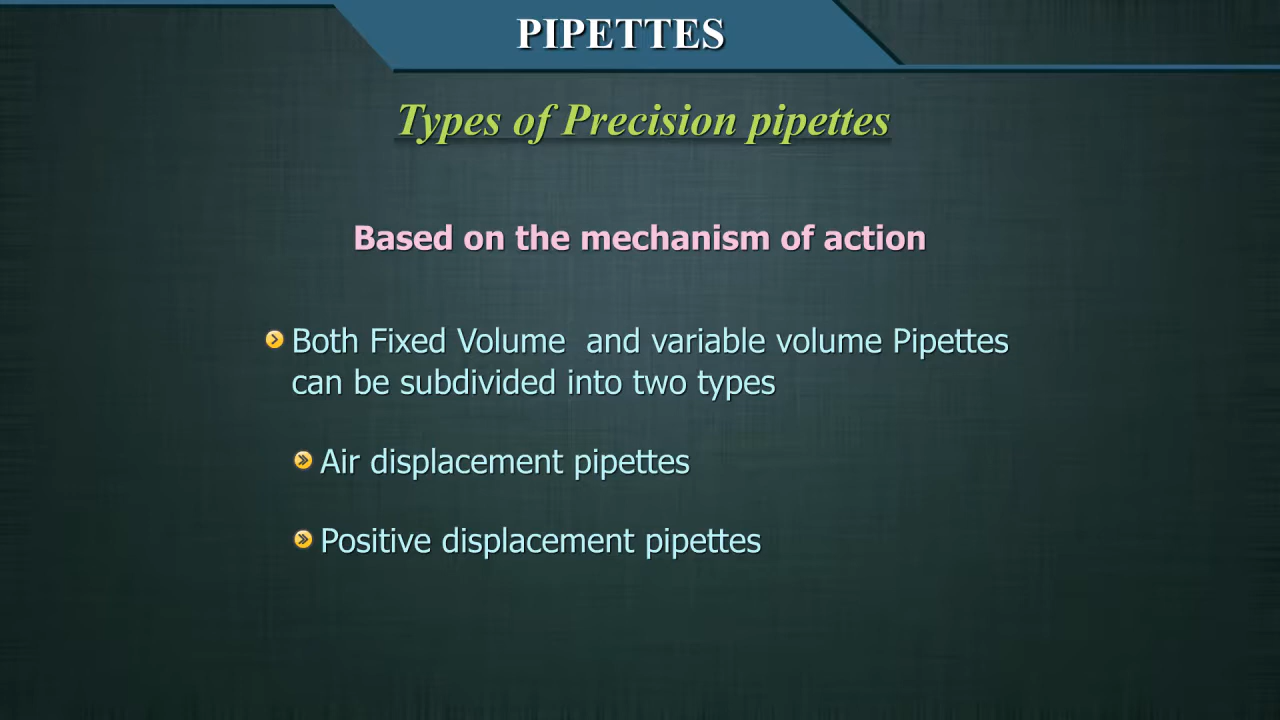 PIPETTES
Types of Precision pipettes
Based on the mechanism of action
Both Fixed Volume  and variable volume Pipettes
can be subdivided into two types
Air displacement pipettes
Positive displacement pipettes